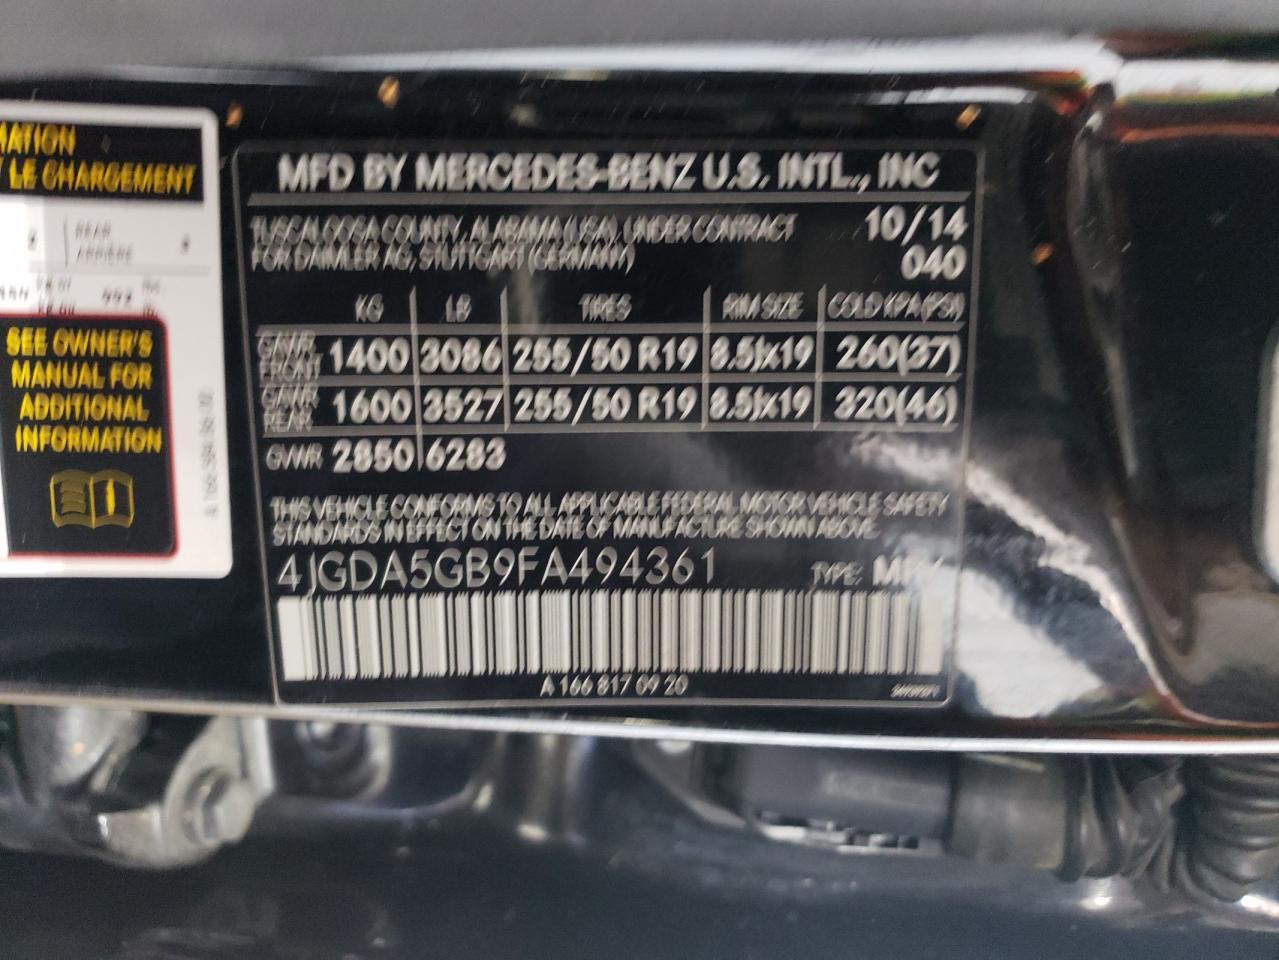 MATION
LE CHARGEMENT
REAR
ARRIÈRE
SEE OWNER'S
MANUAL FOR
ADDITIONAL
INFORMATION
MFD BY MERCEDES-BENZ U.S. INTL., INC
TUSCALOOSA COUNTY, ALABAMA (USA), UNDER CONTRACT 10/14
FOR DAIMLER AG, STUTTGART (GERMANY) 040
KG LB TIRES RIM SIZE COLD KPA (PSI)
GAWR FRONT 1400 3086 255/50 R19 8.5Jx19 260(37)
GAWR REAR 1600 3527 255/50 R19 8.5Jx19 320(46)
GVWR 2850 6283
THIS VEHICLE CONFORMS TO ALL APPLICABLE FEDERAL MOTOR VEHICLE SAFETY
STANDARDS IN EFFECT ON THE DATE OF MANUFACTURE SHOWN ABOVE.
4JGDA5GB9FA494361 TYPE: MPV
A 166 817 09 20